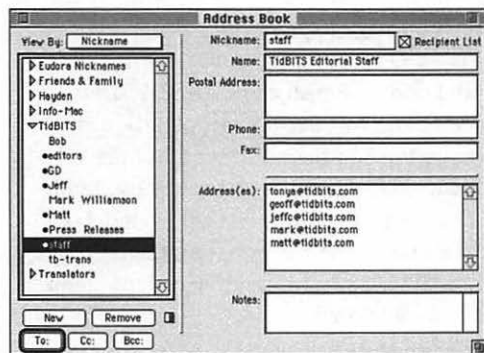 Address Book
View By: Nickname
Eudora Nicknames
Friends & Family
Hayden
Info-Mac
TidBITS
Bob
•editors
•GD
•Jeff
Mark Williamson
•Matt
•Press Releases
•staff
tb-trans
Translators
New Remove
To: Cc: Bcc:
Nickname: staff Recipient List
Name: TidBITS Editorial Staff
Postal Address:
Phone:
Fax:
Address(es): tonya@tidbits.com
geoff@tidbits.com
jeffc@tidbits.com
mark@tidbits.com
matt@tidbits.com
Notes: